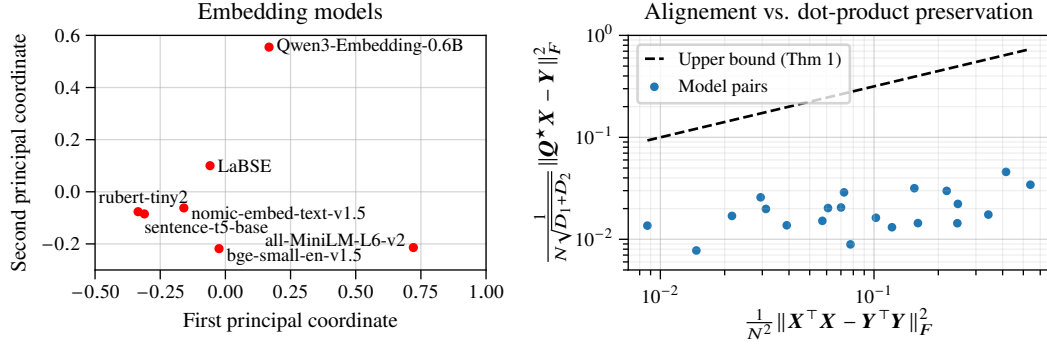 Embedding models
Second principal coordinate
0.6
0.4
0.2
0.0
−0.2
Qwen3-Embedding-0.6B
LaBSE
rubert-tiny2
nomic-embed-text-v1.5
sentence-t5-base
all-MiniLM-L6-v2
bge-small-en-v1.5
−0.50 −0.25 0.00 0.25 0.50 0.75 1.00
First principal coordinate
Alignement vs. dot-product preservation
1/(N√(D₁+D₂)) ‖Q★X − Y‖²_F
10⁰
10⁻¹
10⁻²
Upper bound (Thm 1)
Model pairs
10⁻² 10⁻¹
1/N² ‖X⊤X − Y⊤Y‖²_F